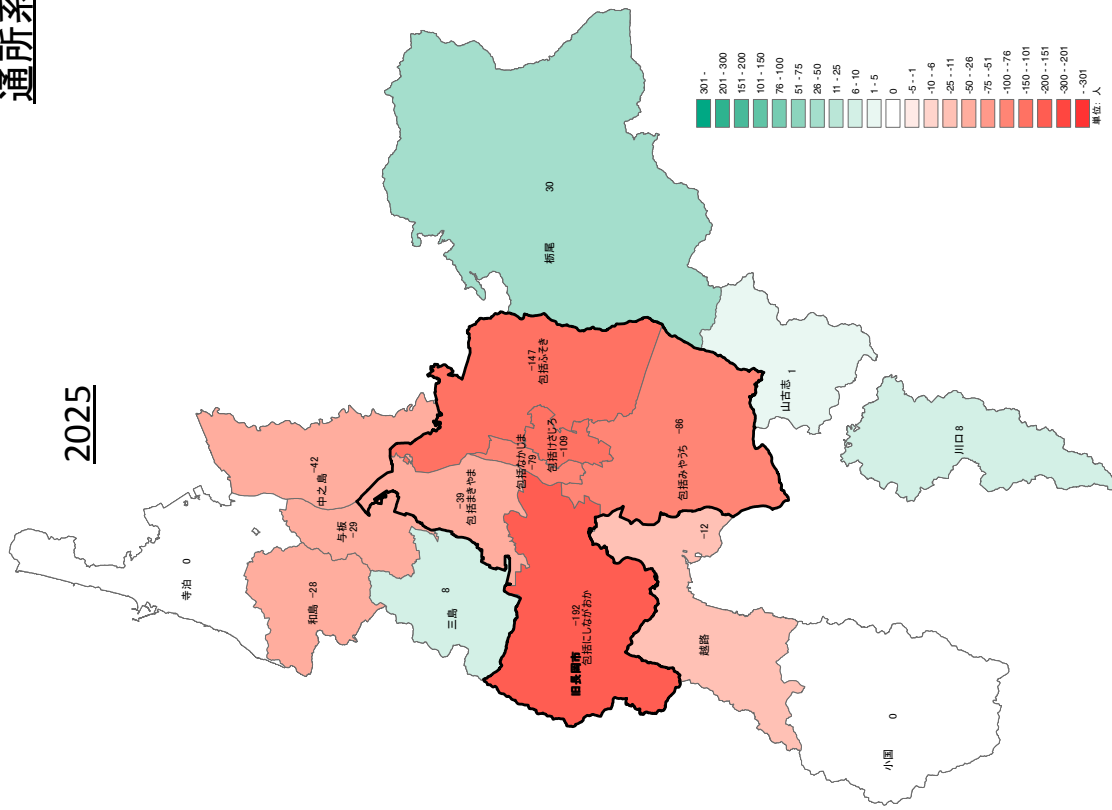 通所系
2025
寺泊 0
中之島 -42
与板
-29
和島 -28
三島 8
-39
包括まきやま
-147
包括ふそき
包括なかじま
-79
包括けさじろ
-109
-192
旧長岡市
包括にしながおか
包括みやうち -86
栃尾 30
山古志 1
川口 8
-12
越路
小国 0
301 -
201 - 300
151 - 200
101 - 150
76 - 100
51 - 75
26 - 50
11 - 25
6 - 10
1 - 5
0
-5 - -1
-10 - -6
-25 - -11
-50 - -26
-75 - -51
-100 - -76
-150 - -101
-200 - -151
-300 - -201
- -301
単位: 人